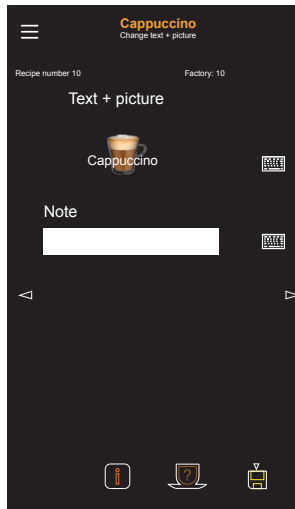 Cappuccino
Change text + picture
Recipe number 10 Factory: 10
Text + picture
Cappuccino
Note
i
?